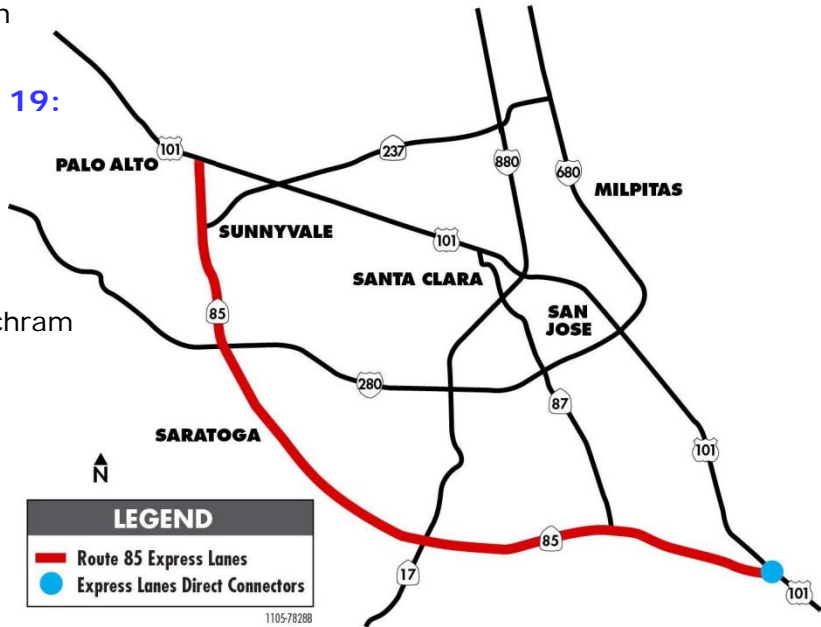 19:
101
PALO ALTO
237
880
680
MILPITAS
SUNNYVALE
101
SANTA CLARA
SAN
JOSE
85
280
87
SARATOGA
101
N
LEGEND
Route 85 Express Lanes
Express Lanes Direct Connectors
1105-7828B
85
17
101